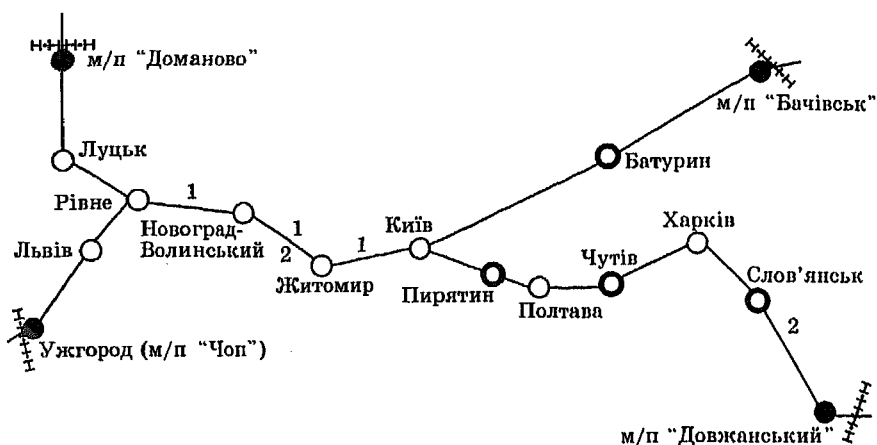 м/п “Доманово”
м/п “Бачівськ”
Луцьк
Батурин
Рівне
1
Новоград-
Волинський
1
2
Київ
Харків
Львів
1
Житомир
Пирятин
Чутів
Слов’янськ
Полтава
2
Ужгород (м/п “Чоп”)
м/п “Довжанський”